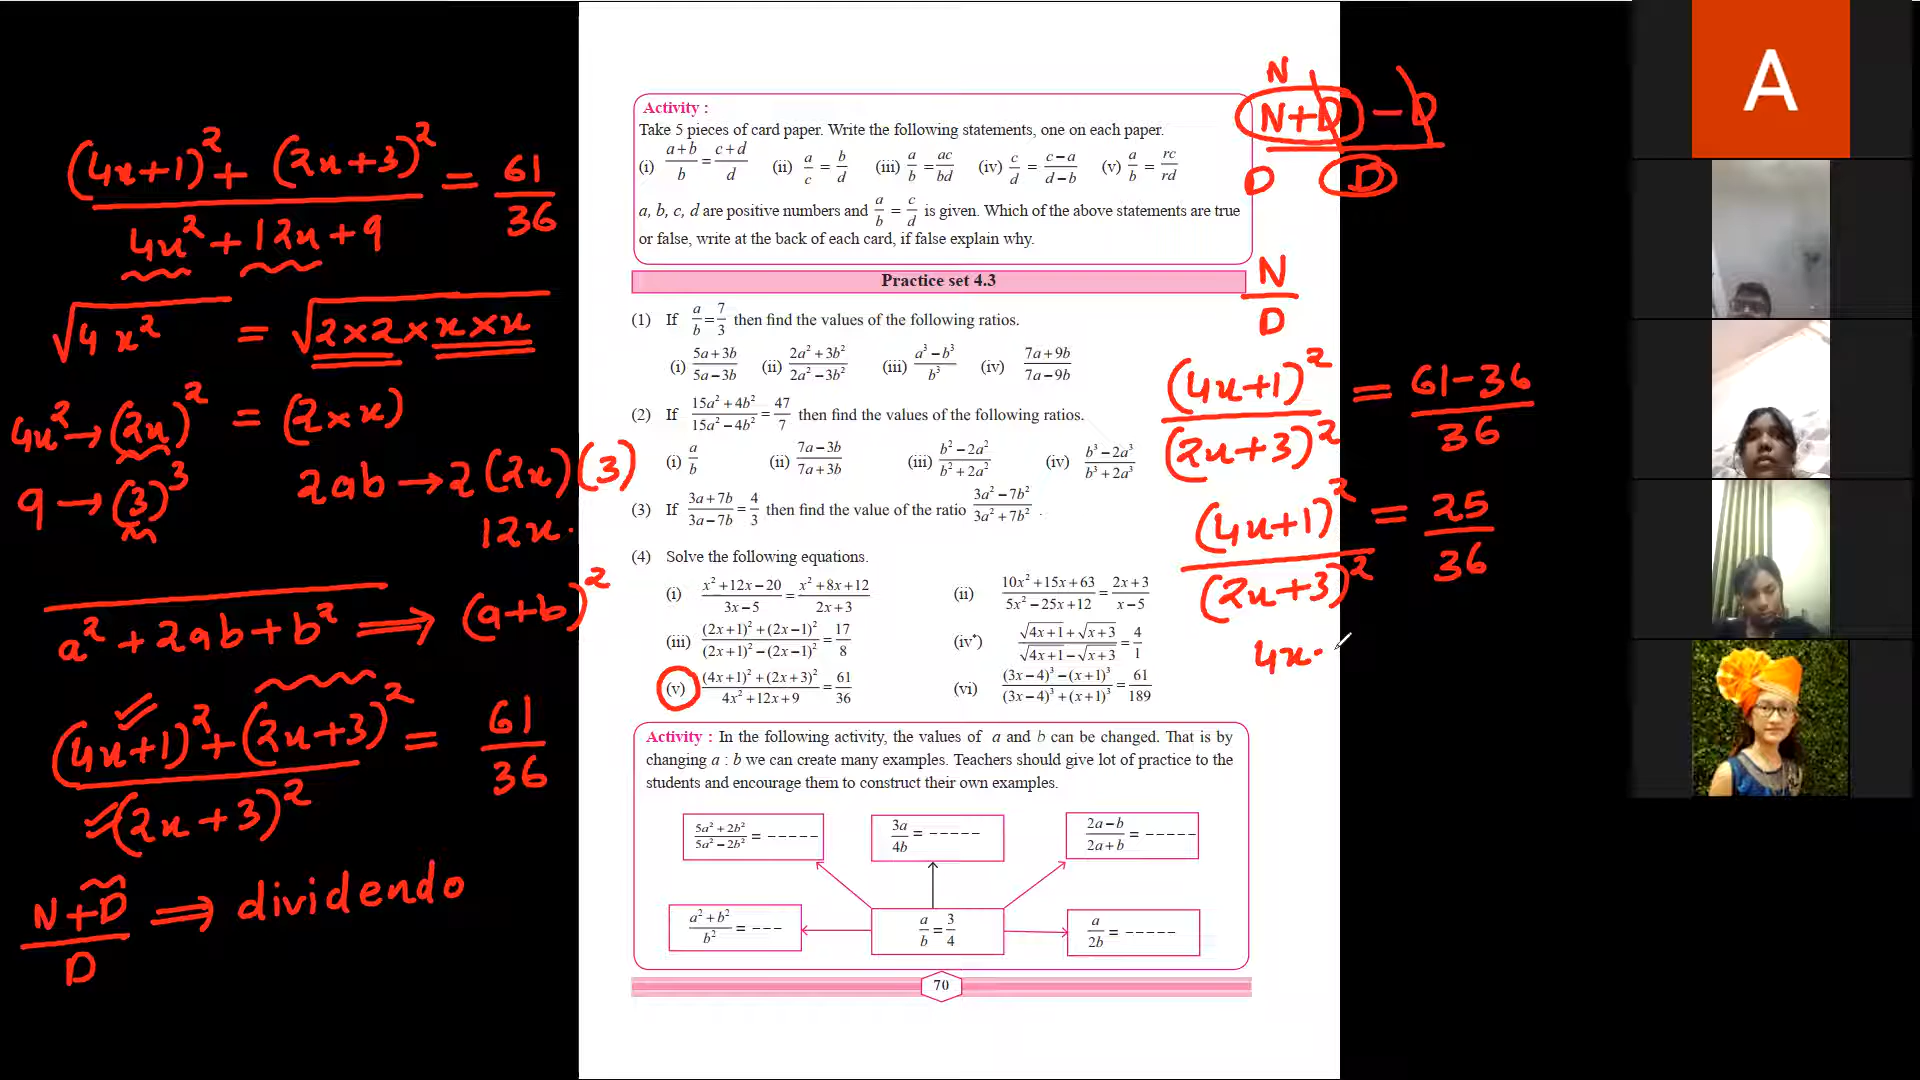 (4x+1)² + (2x+3)² / 4x² + 12x + 9 = 61/36
√4x² = √2×2×x×x
4x² → (2x)² = (2×x)
9 → (3)³
2ab → 2(2x)(3)
12x.
a² + 2ab + b² ⟹ (a+b)²
(4x+1)² + (2x+3)² / (2x+3)² = 61/36
N+D / D ⟹ dividendo
Activity :
Take 5 pieces of card paper. Write the following statements, one on each paper.
(i) a+b/b = c+d/d (ii) a/c = b/d (iii) a/b = ac/bd (iv) c/d = c−a/d−b (v) a/b = rc/rd
a, b, c, d are positive numbers and a/b = c/d is given. Which of the above statements are true
or false, write at the back of each card, if false explain why.
Practice set 4.3
(1) If a/b = 7/3 then find the values of the following ratios.
(i) 5a+3b/5a−3b (ii) 2a²+3b²/2a²−3b² (iii) a³−b³/b³ (iv) 7a+9b/7a−9b
(2) If 15a²+4b²/15a²−4b² = 47/7 then find the values of the following ratios.
(i) a/b (ii) 7a−3b/7a+3b (iii) b²−2a²/b²+2a² (iv) b³−2a³/b³+2a³
(3) If 3a+7b/3a−7b = 4/3 then find the value of the ratio 3a²−7b²/3a²+7b² .
(4) Solve the following equations.
(i) x²+12x−20/3x−5 = x²+8x+12/2x+3 (ii) 10x²+15x+63/5x²−25x+12 = 2x+3/x−5
(iii) (2x+1)²+(2x−1)²/(2x+1)²−(2x−1)² = 17/8 (iv*) √4x+1+√x+3/√4x+1−√x+3 = 4/1
(v) (4x+1)²+(2x+3)²/4x²+12x+9 = 61/36 (vi) (3x−4)³−(x+1)³/(3x−4)³+(x+1)³ = 61/189
Activity : In the following activity, the values of a and b can be changed. That is by
changing a : b we can create many examples. Teachers should give lot of practice to the
students and encourage them to construct their own examples.
5a²+2b²/5a²−2b² = -----
3a/4b = -----
2a−b/2a+b = -----
a²+b²/b² = ---
a/b = 3/4
a/2b = -----
70
N
N+D − D
D D
N/D
(4x+1)²/(2x+3)² = 61−36/36
(4x+1)²/(2x+3)² = 25/36
4x
A